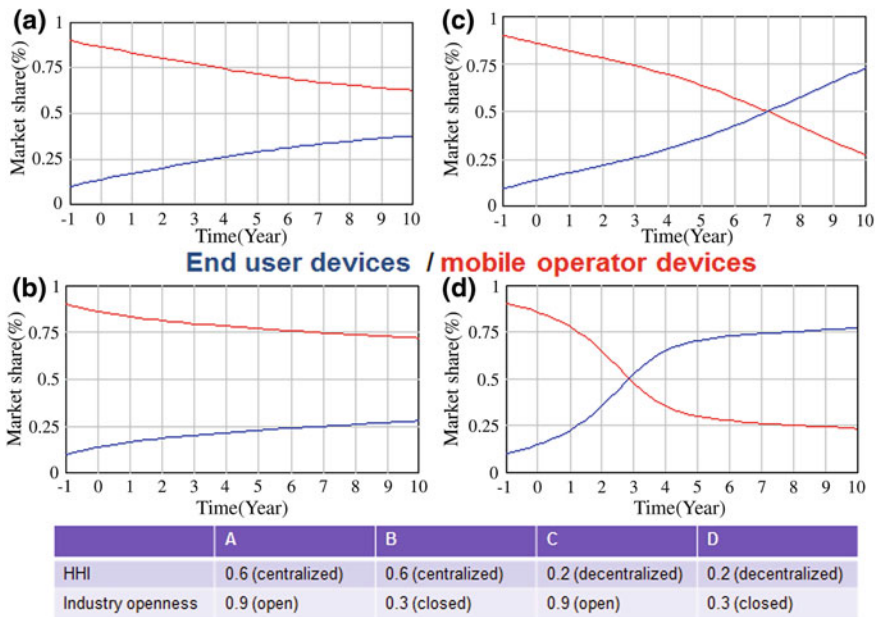 (a)
1
0.75
0.5
0.25
0
Market share(%)
-1 0 1 2 3 4 5 6 7 8 9 10
Time(Year)
(c)
1
0.75
0.5
0.25
0
Market share(%)
-1 0 1 2 3 4 5 6 7 8 9 10
Time(Year)
End user devices / mobile operator devices
(b)
1
0.75
0.5
0.25
0
Market share(%)
-1 0 1 2 3 4 5 6 7 8 9 10
Time(Year)
(d)
1
0.75
0.5
0.25
0
Market share(%)
-1 0 1 2 3 4 5 6 7 8 9 10
Time(Year)
A B C D
HHI 0.6 (centralized) 0.6 (centralized) 0.2 (decentralized) 0.2 (decentralized)
Industry openness 0.9 (open) 0.3 (closed) 0.9 (open) 0.3 (closed)